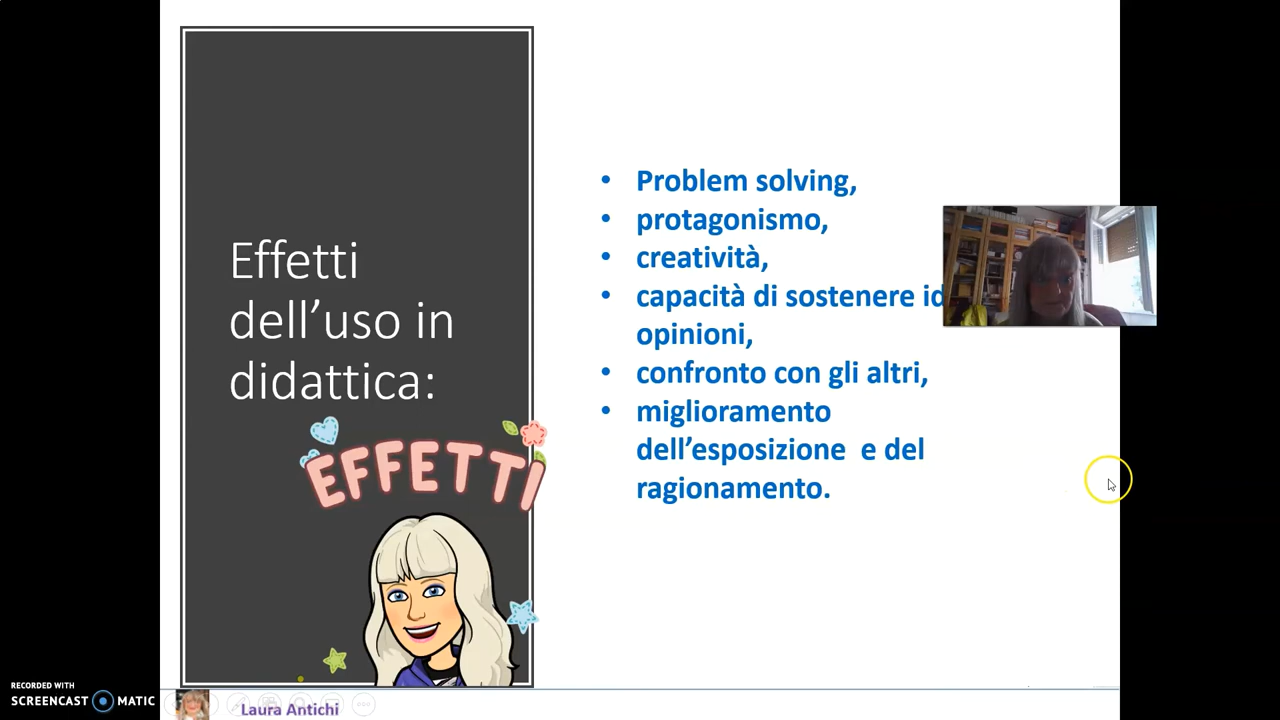 Effetti
dell’uso in
didattica:
EFFETTI
• Problem solving,
• protagonismo,
• creatività,
• capacità di sostenere
opinioni,
• confronto con gli altri,
• miglioramento
dell’esposizione e del
ragionamento.
RECORDED WITH
SCREENCAST MATIC
Laura Antichi